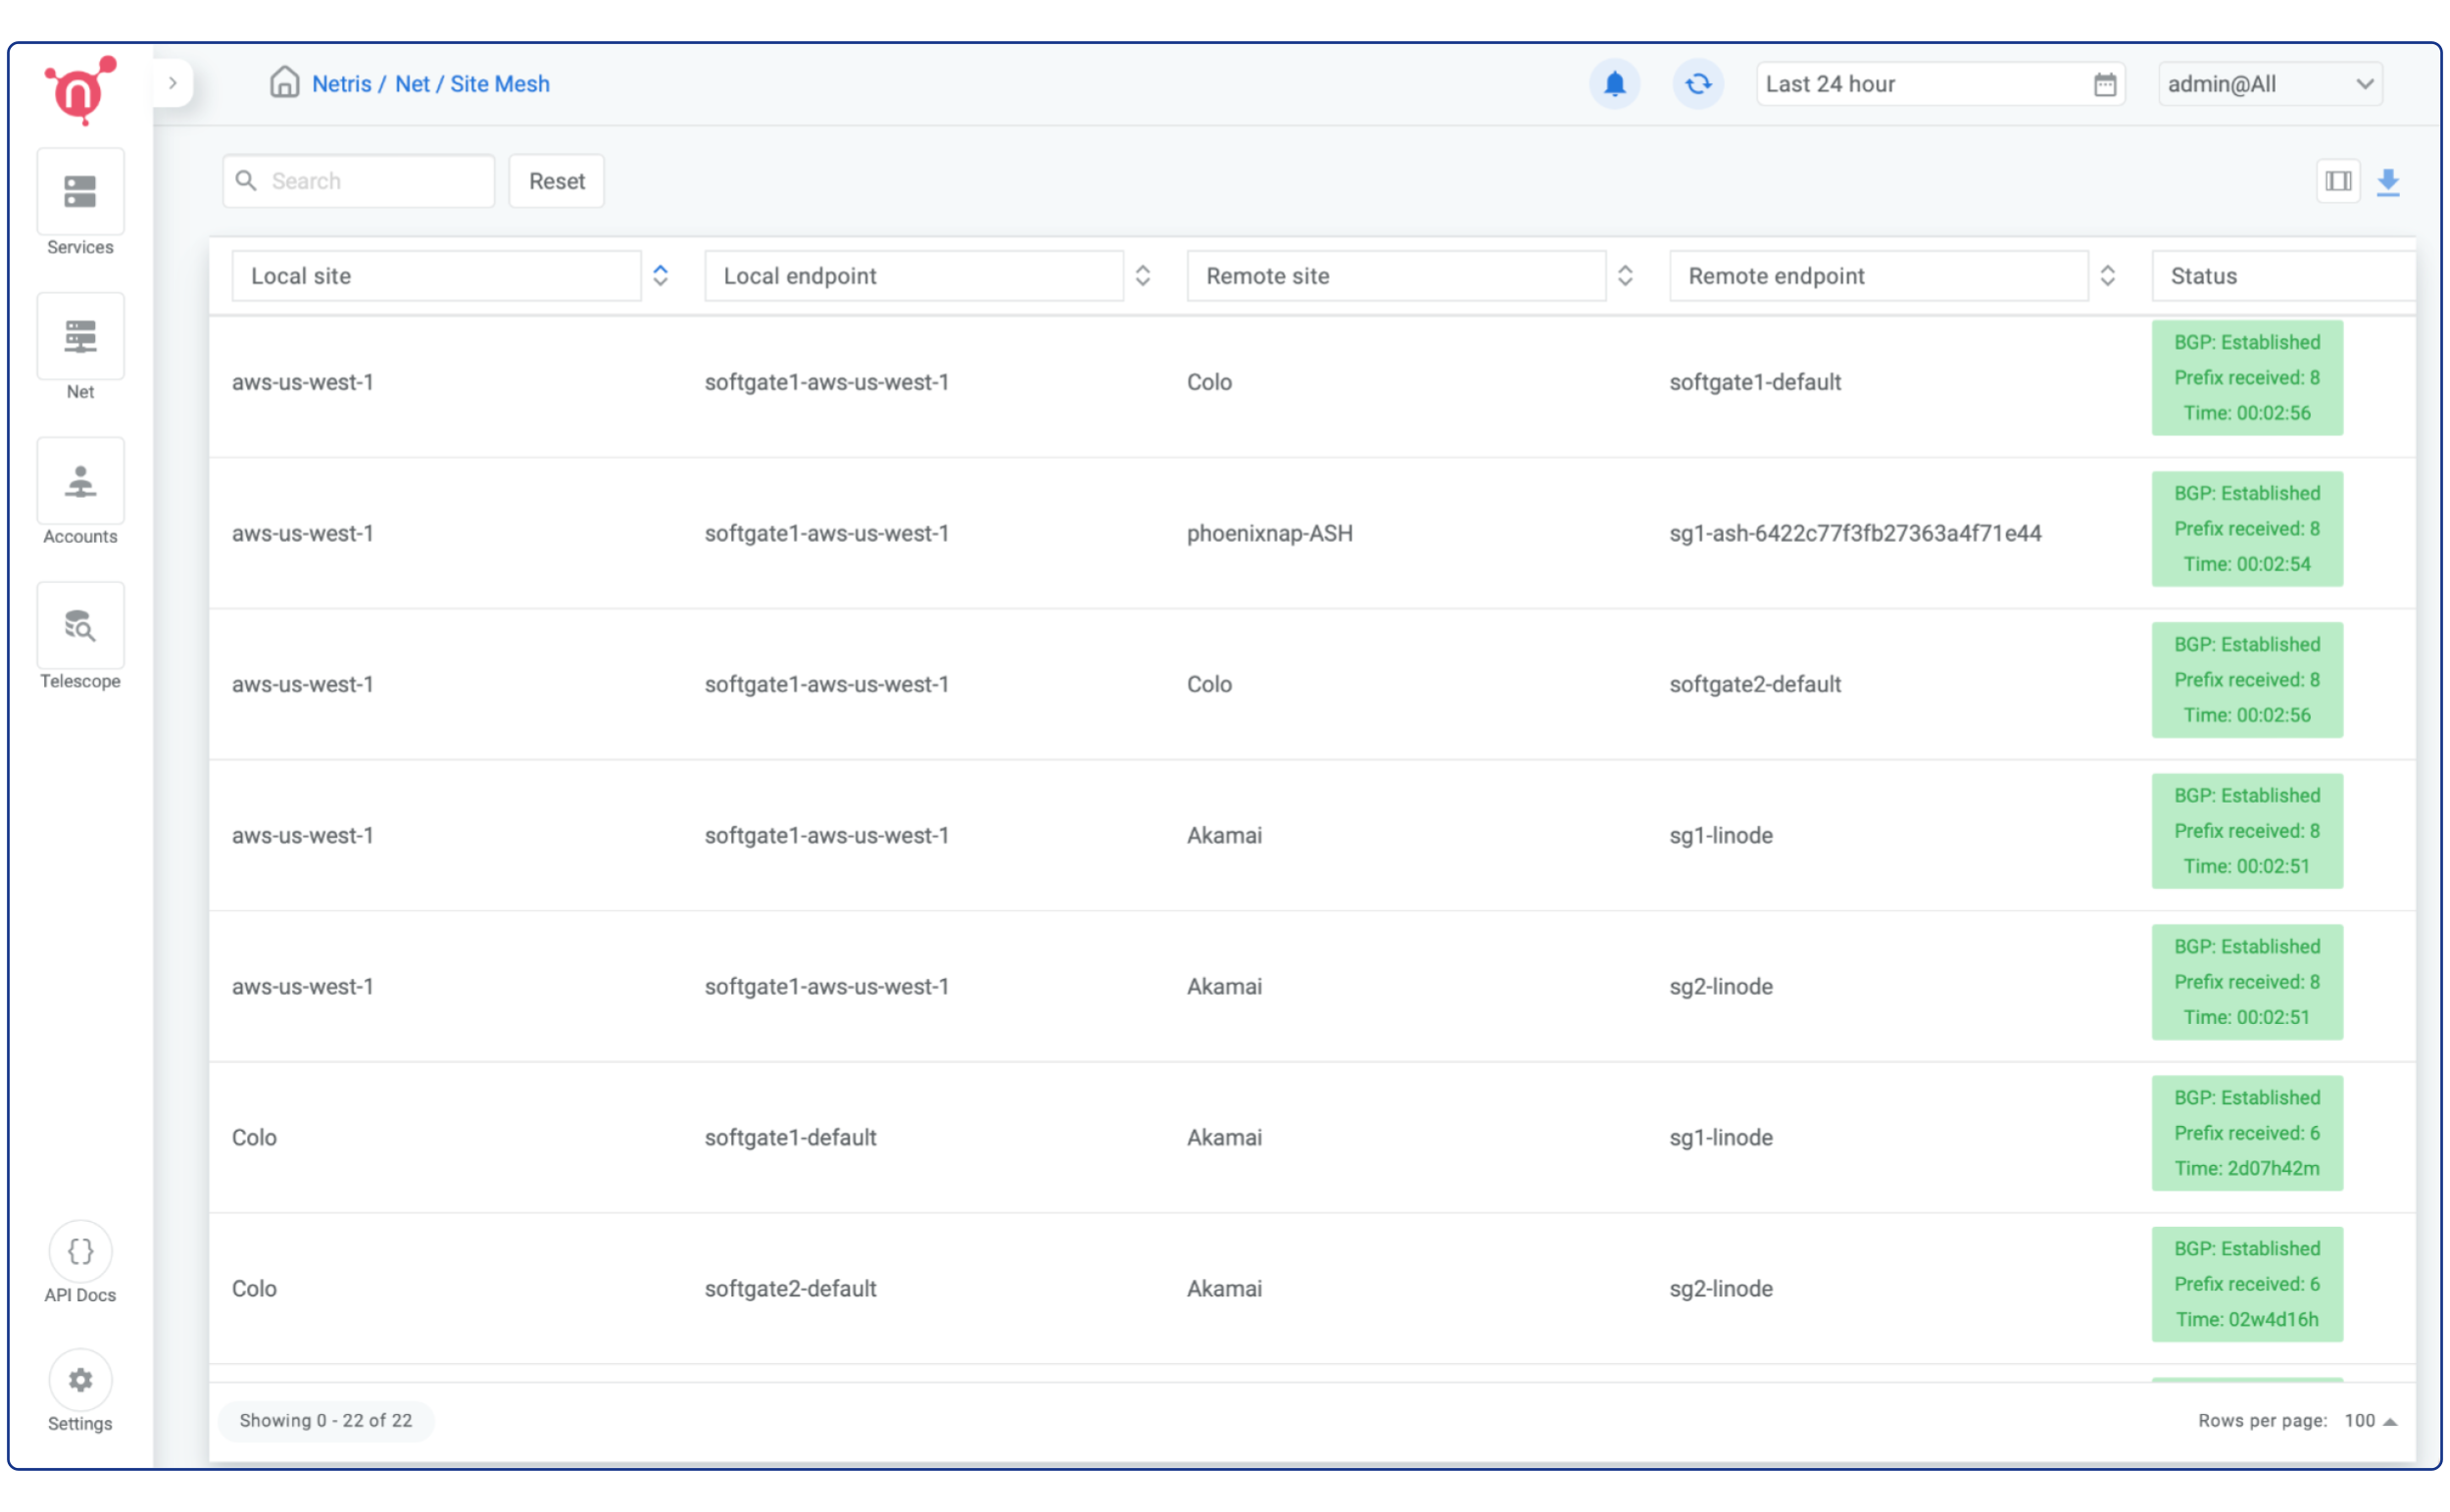 Netris / Net / Site Mesh
Last 24 hour
admin@All
Services
Net
Accounts
Telescope
API Docs
Settings
Search
Reset
Local site Local endpoint Remote site Remote endpoint Status
BGP: Established
Prefix received: 8
aws-us-west-1 softgate1-aws-us-west-1 Colo softgate1-default
Time: 00:02:56
BGP: Established
Prefix received: 8
aws-us-west-1 softgate1-aws-us-west-1 phoenixnap-ASH sg1-ash-6422c77f3fb27363a4f71e44
Time: 00:02:54
BGP: Established
Prefix received: 8
aws-us-west-1 softgate1-aws-us-west-1 Colo softgate2-default
Time: 00:02:56
BGP: Established
Prefix received: 8
aws-us-west-1 softgate1-aws-us-west-1 Akamai sg1-linode
Time: 00:02:51
BGP: Established
Prefix received: 8
aws-us-west-1 softgate1-aws-us-west-1 Akamai sg2-linode
Time: 00:02:51
BGP: Established
Prefix received: 6
Colo softgate1-default Akamai sg1-linode
Time: 2d07h42m
BGP: Established
Prefix received: 6
Colo softgate2-default Akamai sg2-linode
Time: 02w4d16h
Showing 0 - 22 of 22
Rows per page: 100